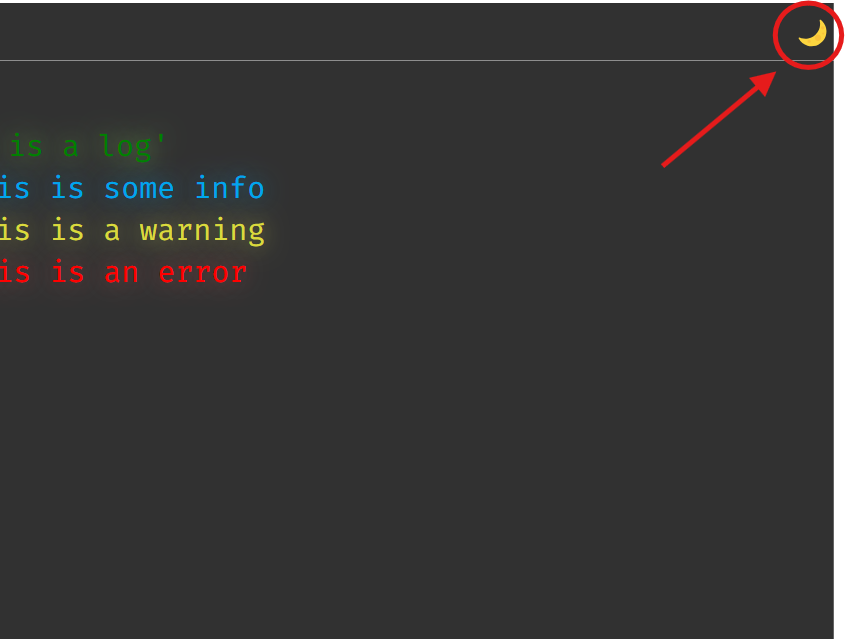 is a log'
is is some info
is is a warning
is is an error